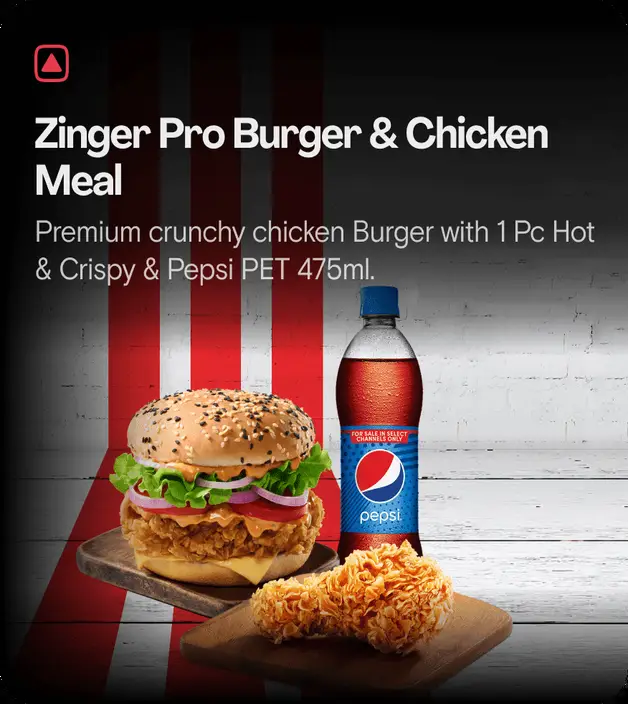 Zinger Pro Burger & Chicken
Meal
Premium crunchy chicken Burger with 1 Pc Hot
& Crispy & Pepsi PET 475ml.
FOR SALE IN SELECT
CHANNELS ONLY
pepsi